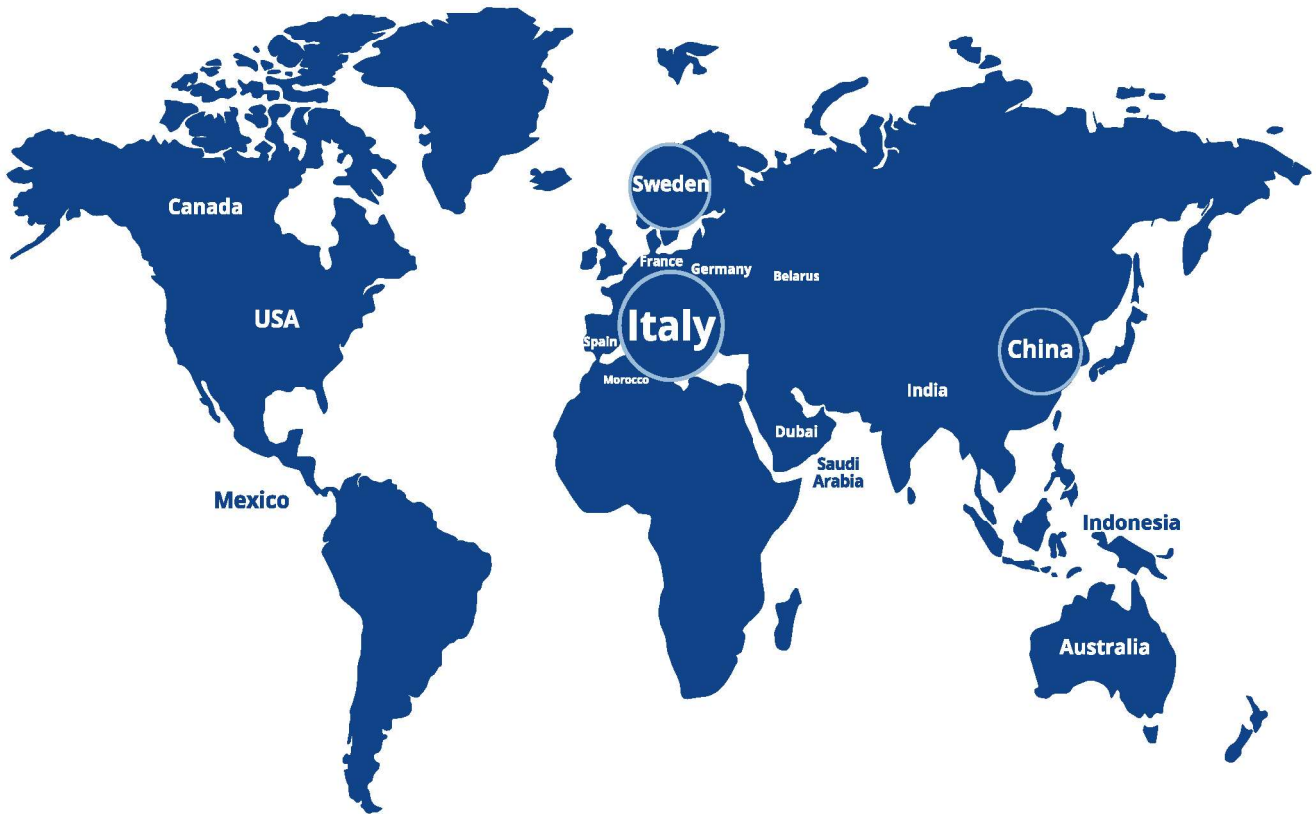 Sweden
Canada
France
Germany
Belarus
USA
Italy
Spain
China
Morocco
India
Dubai
Saudi
Arabia
Mexico
Indonesia
Australia